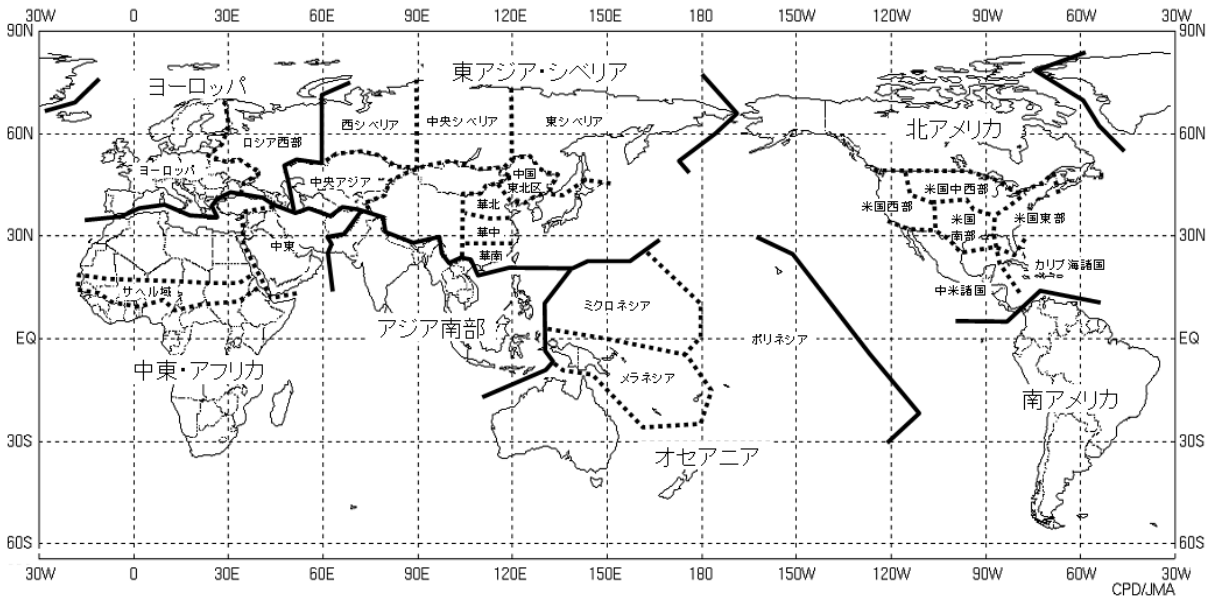 30W 0 30E 60E 90E 120E 150E 180 150W 120W 90W 60W 30W
90N 90N
ヨーロッパ 東アジア・シベリア
60N 60N
北アメリカ
ロシア西部 西シベリア 中央シベリア 東シベリア
ヨーロッパ 中央アジア 中国
東北区
米国中西部
米国西部 米国
南部
米国東部
華北
華中
華南
中東
30N 30N
サヘル域
カリブ海諸国
中米諸国
ミクロネシア
アジア南部
EQ ポリネシア EQ
中東・アフリカ
メラネシア
南アメリカ
30S 30S
オセアニア
60S 60S
30W 0 30E 60E 90E 120E 150E 180 150W 120W 90W 60W 30W
CPD/JMA